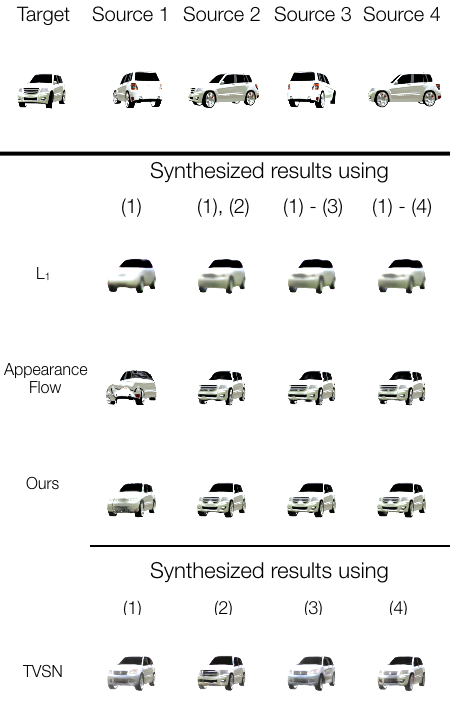 Target Source 1 Source 2 Source 3 Source 4
Synthesized results using
(1) (1), (2) (1) - (3) (1) - (4)
L₁
Appearance
Flow
Ours
Synthesized results using
(1) (2) (3) (4)
TVSN